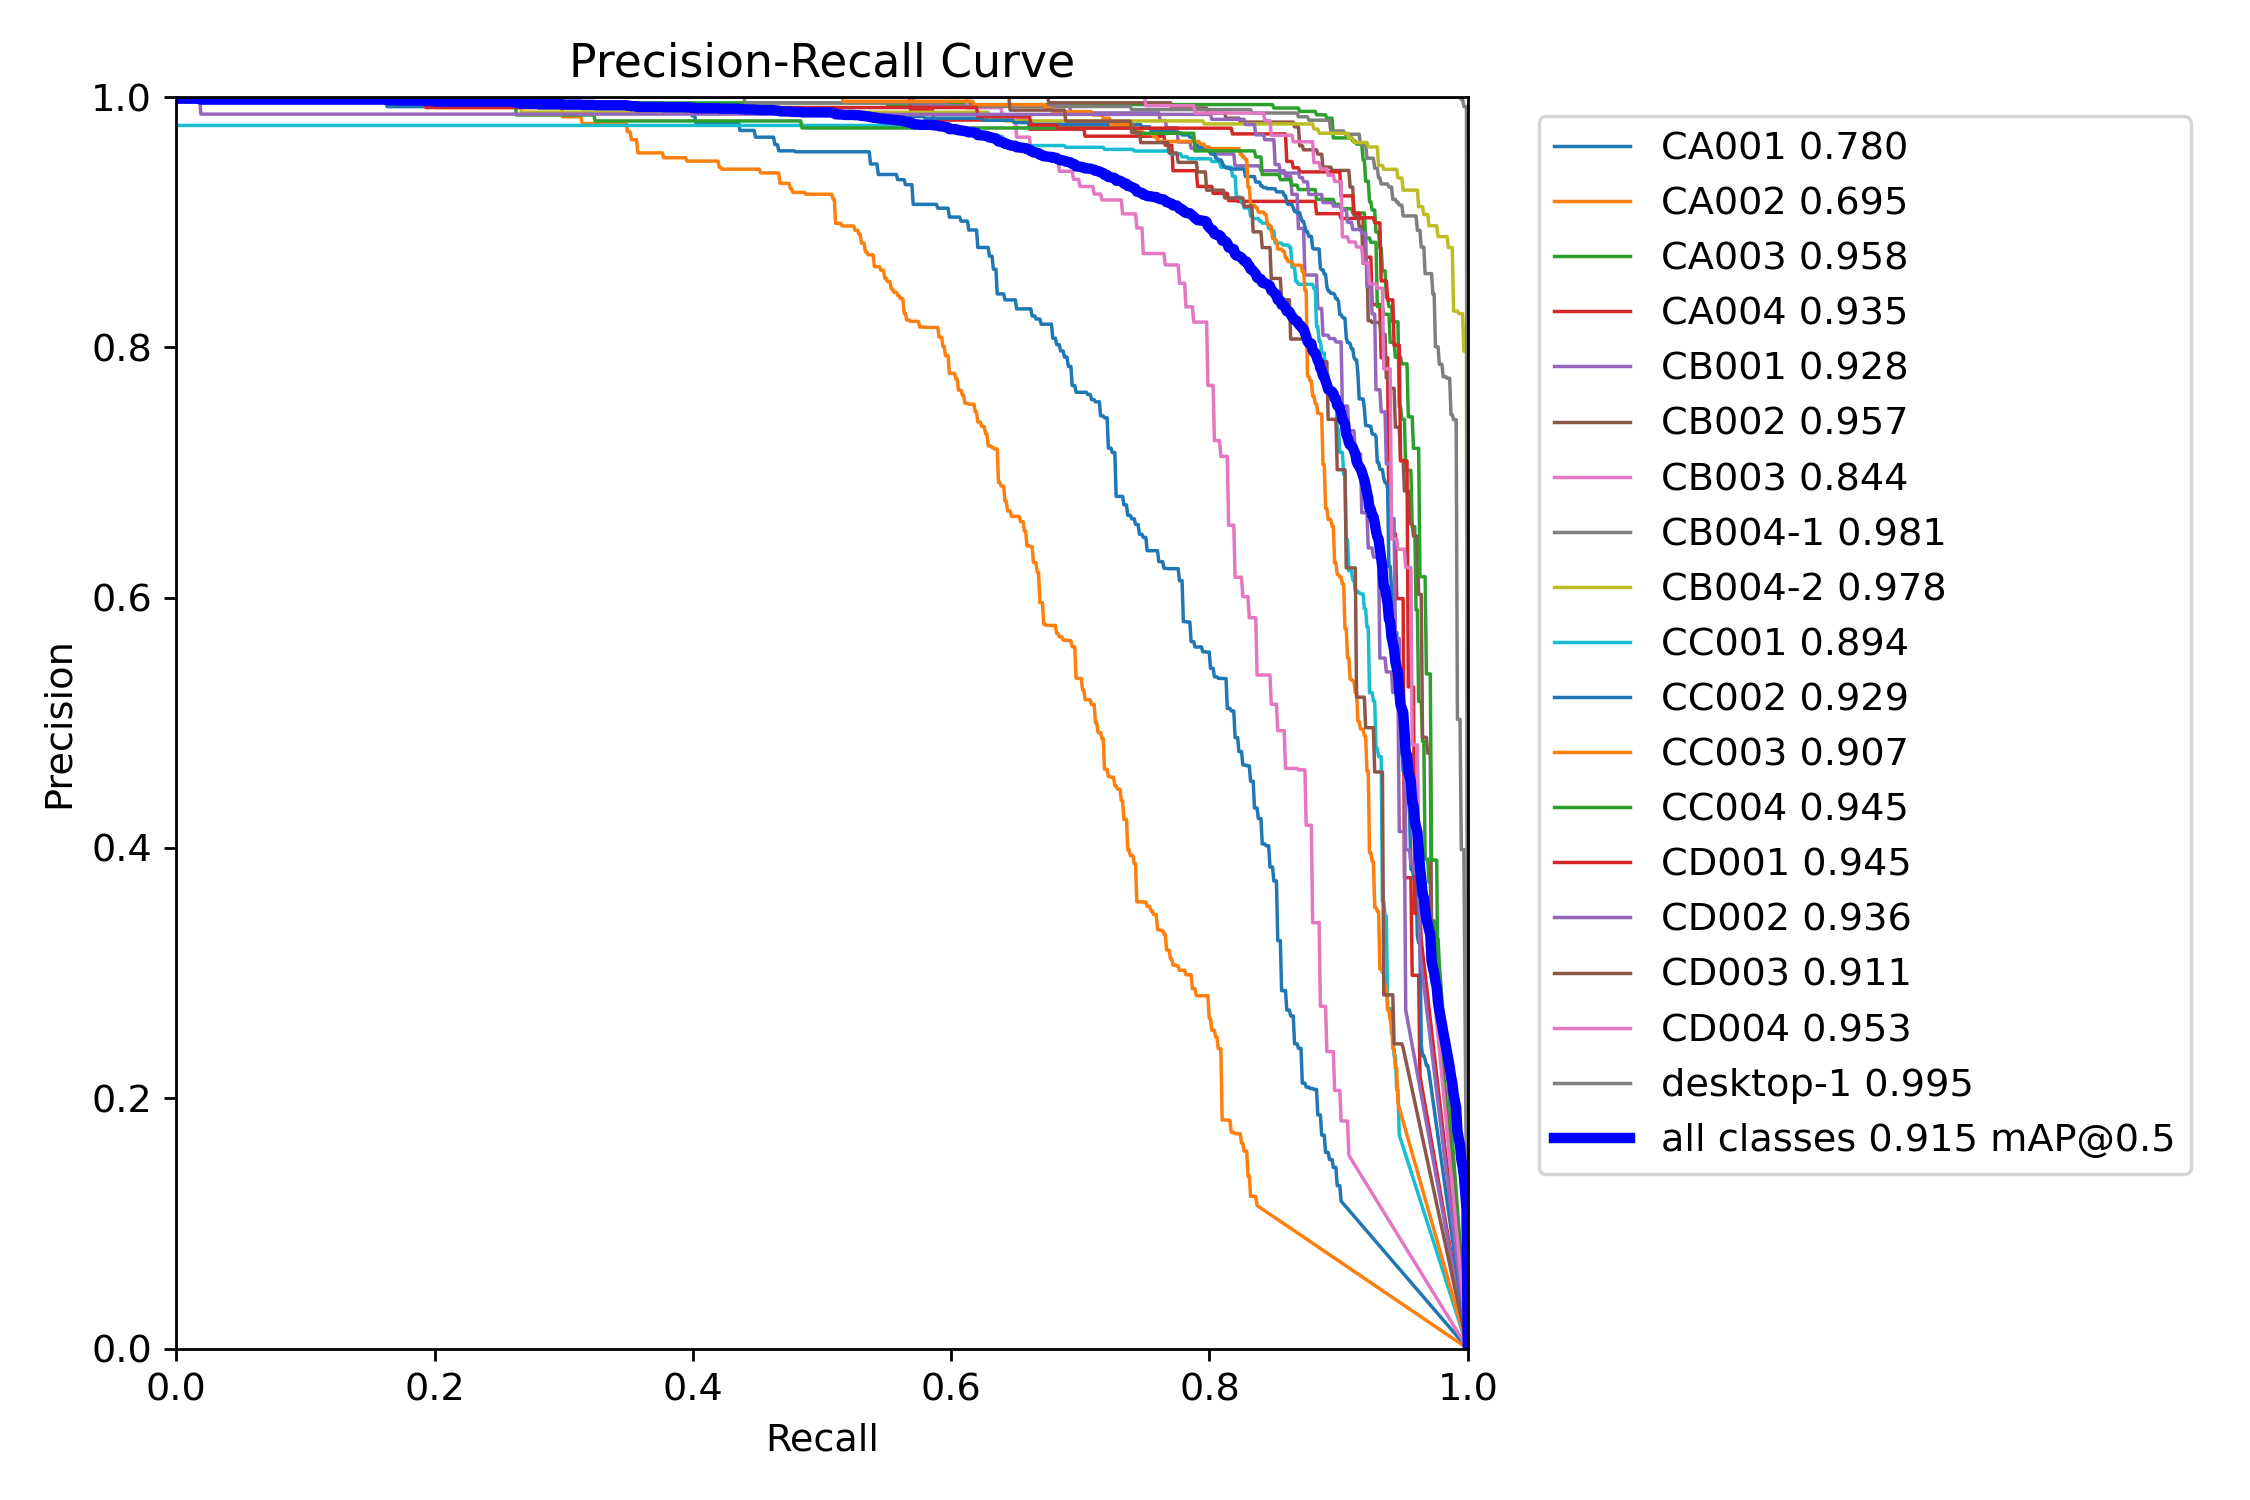 Precision-Recall Curve
1.0
0.8
0.6
0.4
0.2
0.0
Precision
0.0 0.2 0.4 0.6 0.8 1.0
Recall
CA001 0.780
CA002 0.695
CA003 0.958
CA004 0.935
CB001 0.928
CB002 0.957
CB003 0.844
CB004-1 0.981
CB004-2 0.978
CC001 0.894
CC002 0.929
CC003 0.907
CC004 0.945
CD001 0.945
CD002 0.936
CD003 0.911
CD004 0.953
desktop-1 0.995
all classes 0.915 mAP@0.5